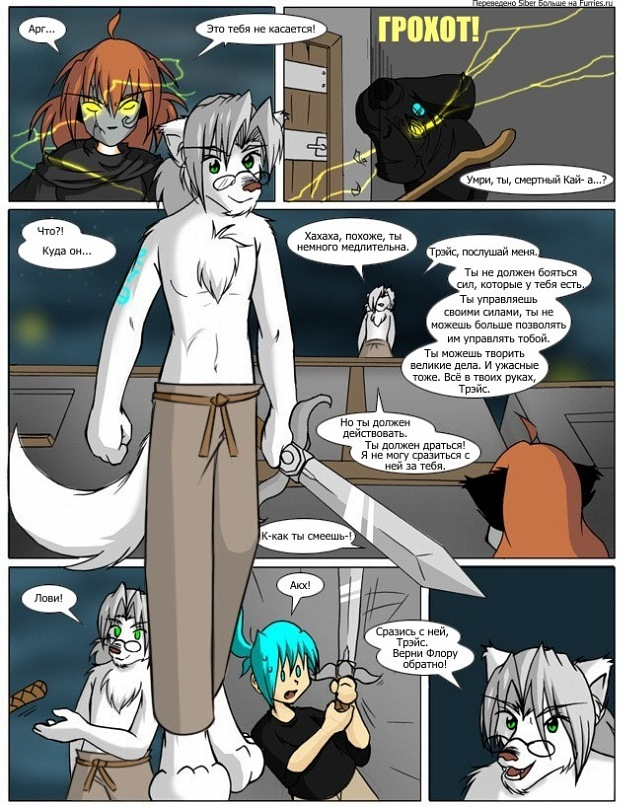 Переведено Siber Больше на Furries.ru
Арг...
Это тебя не касается!
ГРОХОТ!
Умри, ты, смертный Кай- а...?
Что?!
Куда он...
Хахаха, похоже, ты
немного медлительна.
Трэйс, послушай меня.
Ты не должен бояться
сил, которые у тебя есть.
Ты управляешь
своими силами, ты не
можешь больше позволять
им управлять тобой.
Ты можешь творить
великие дела. И ужасные
тоже. Всё в твоих руках,
Трэйс.
Но ты должен
действовать.
Ты должен драться!
Я не могу сразиться с
ней за тебя.
К-как ты смеешь-!
Лови!
Акх!
Сразись с ней,
Трэйс.
Верни Флору
обратно!